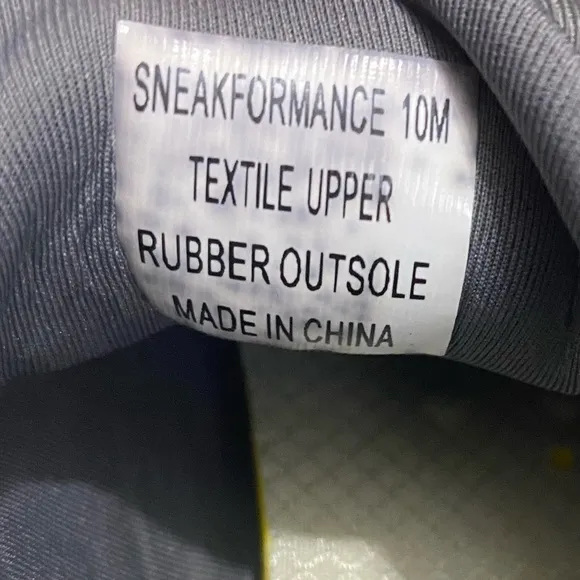 SNEAKFORMANCE 10M
TEXTILE UPPER
RUBBER OUTSOLE
MADE IN CHINA